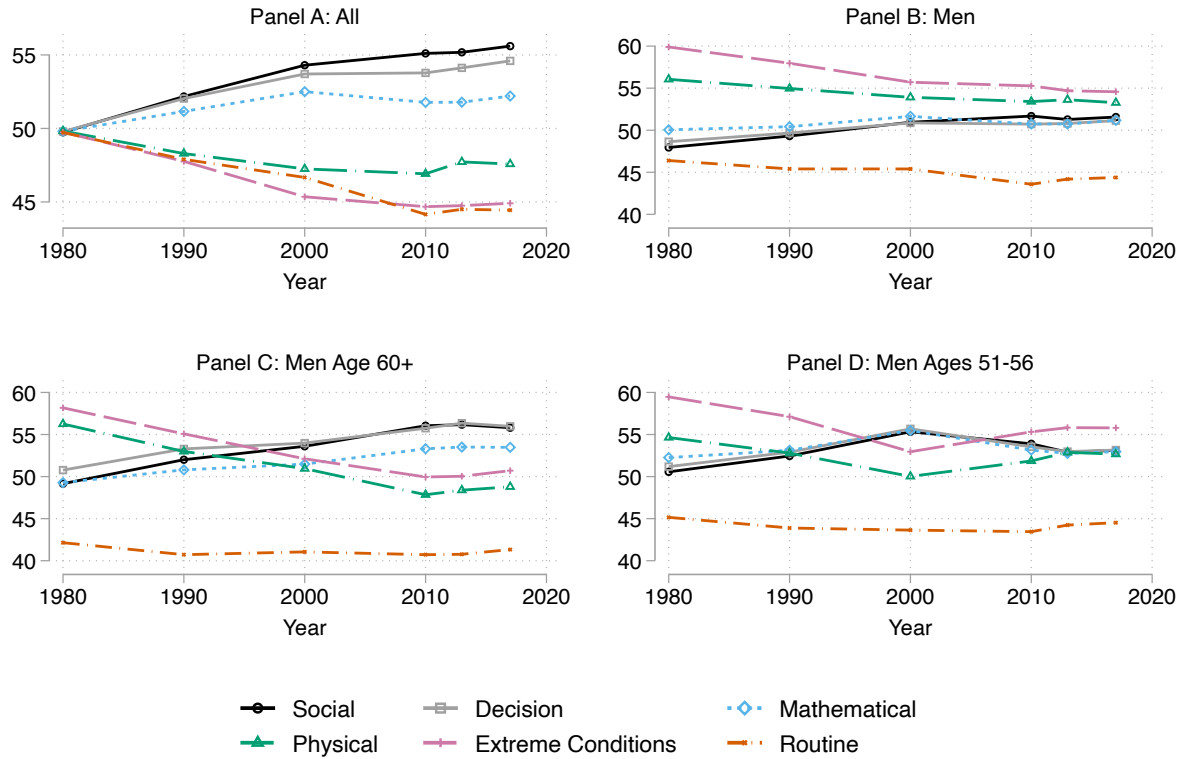 Panel A: All
55
50
45
1980 1990 2000 2010 2020
Year
Panel B: Men
60
55
50
45
40
1980 1990 2000 2010 2020
Year
Panel C: Men Age 60+
60
55
50
45
40
1980 1990 2000 2010 2020
Year
Panel D: Men Ages 51-56
60
55
50
45
40
1980 1990 2000 2010 2020
Year
Social Decision Mathematical
Physical Extreme Conditions Routine